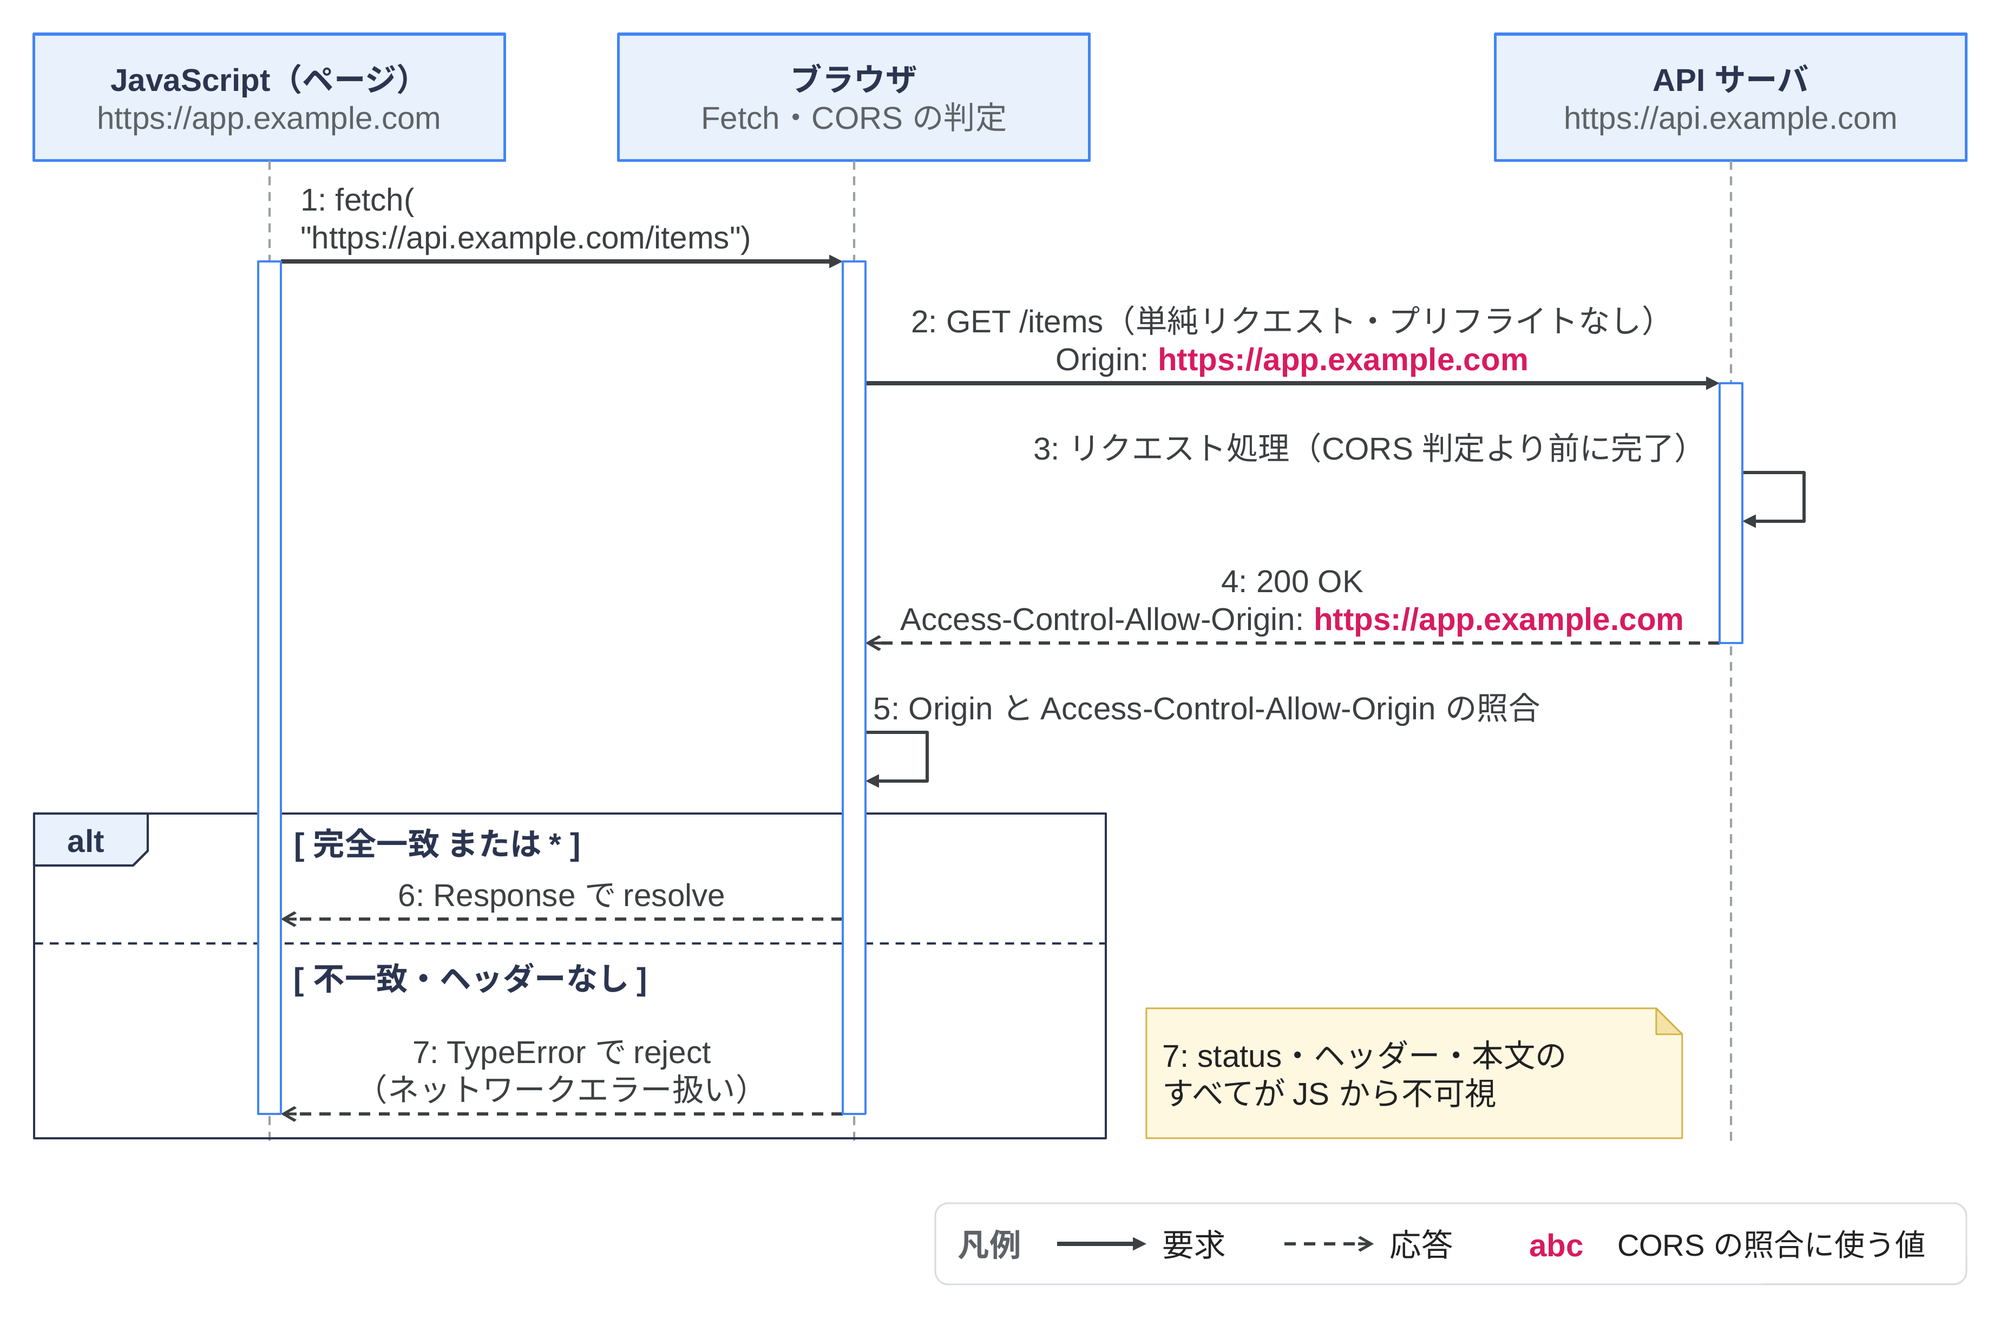 JavaScript（ページ）
https://app.example.com
ブラウザ
Fetch・CORS の判定
API サーバ
https://api.example.com
1: fetch(
"https://api.example.com/items")
2: GET /items（単純リクエスト・プリフライトなし）
Origin: https://app.example.com
3: リクエスト処理（CORS 判定より前に完了）
4: 200 OK
Access-Control-Allow-Origin: https://app.example.com
5: Origin と Access-Control-Allow-Origin の照合
alt
[ 完全一致 または * ]
6: Response で resolve
[ 不一致・ヘッダーなし ]
7: TypeError で reject
（ネットワークエラー扱い）
7: status・ヘッダー・本文の
すべてが JS から不可視
凡例
要求
応答
abc
CORS の照合に使う値